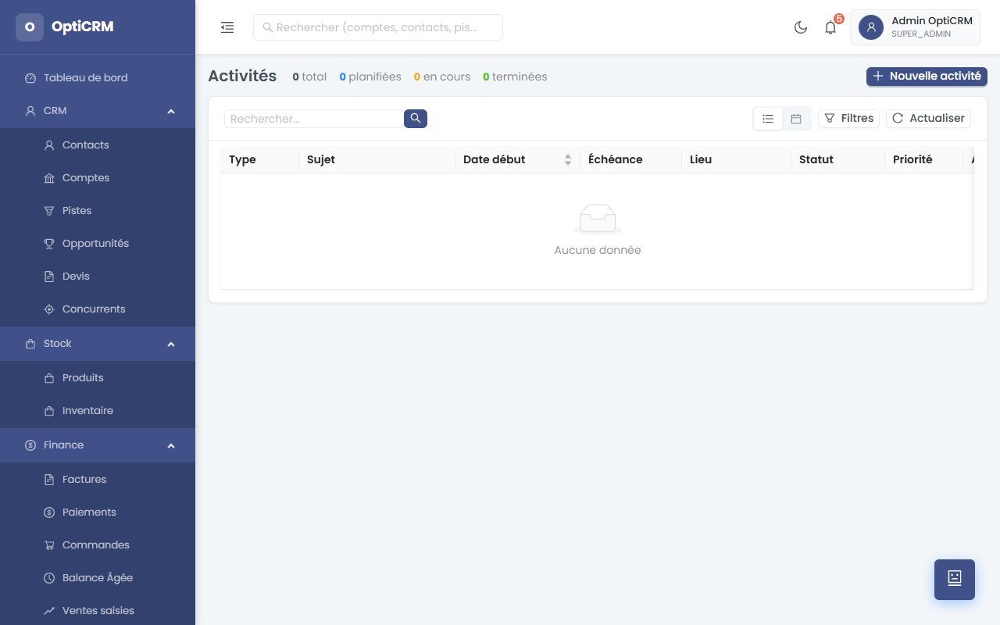 O OptiCRM
Rechercher (comptes, contacts, pis...
5
Admin OptiCRM
SUPER_ADMIN
Tableau de bord
CRM
Contacts
Comptes
Pistes
Opportunités
Devis
Concurrents
Stock
Produits
Inventaire
Finance
Factures
Paiements
Commandes
Balance Âgée
Ventes saisies
Activités 0 total 0 planifiées 0 en cours 0 terminées
Nouvelle activité
Rechercher...
Filtres Actualiser
Type Sujet Date début Échéance Lieu Statut Priorité
Aucune donnée